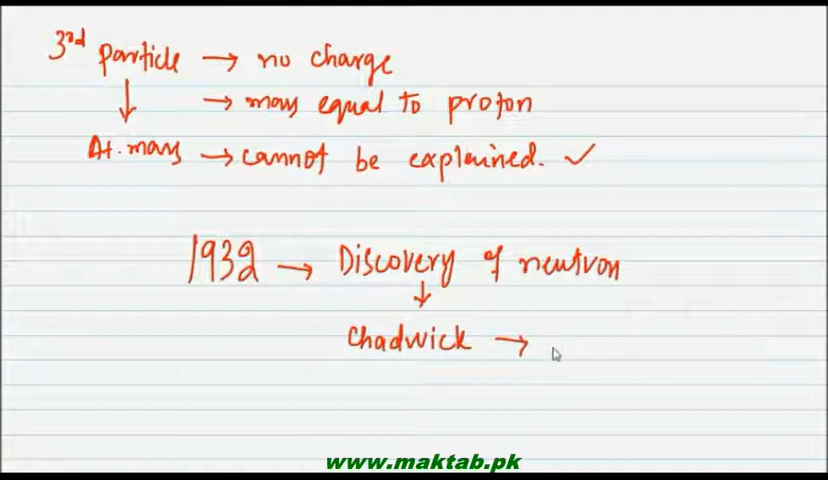 3rd particle → no charge
↓ → mass equal to proton
At. mass → cannot be explained. ✓
1932 → Discovery of neutron
↓
Chadwick →
www.maktab.pk